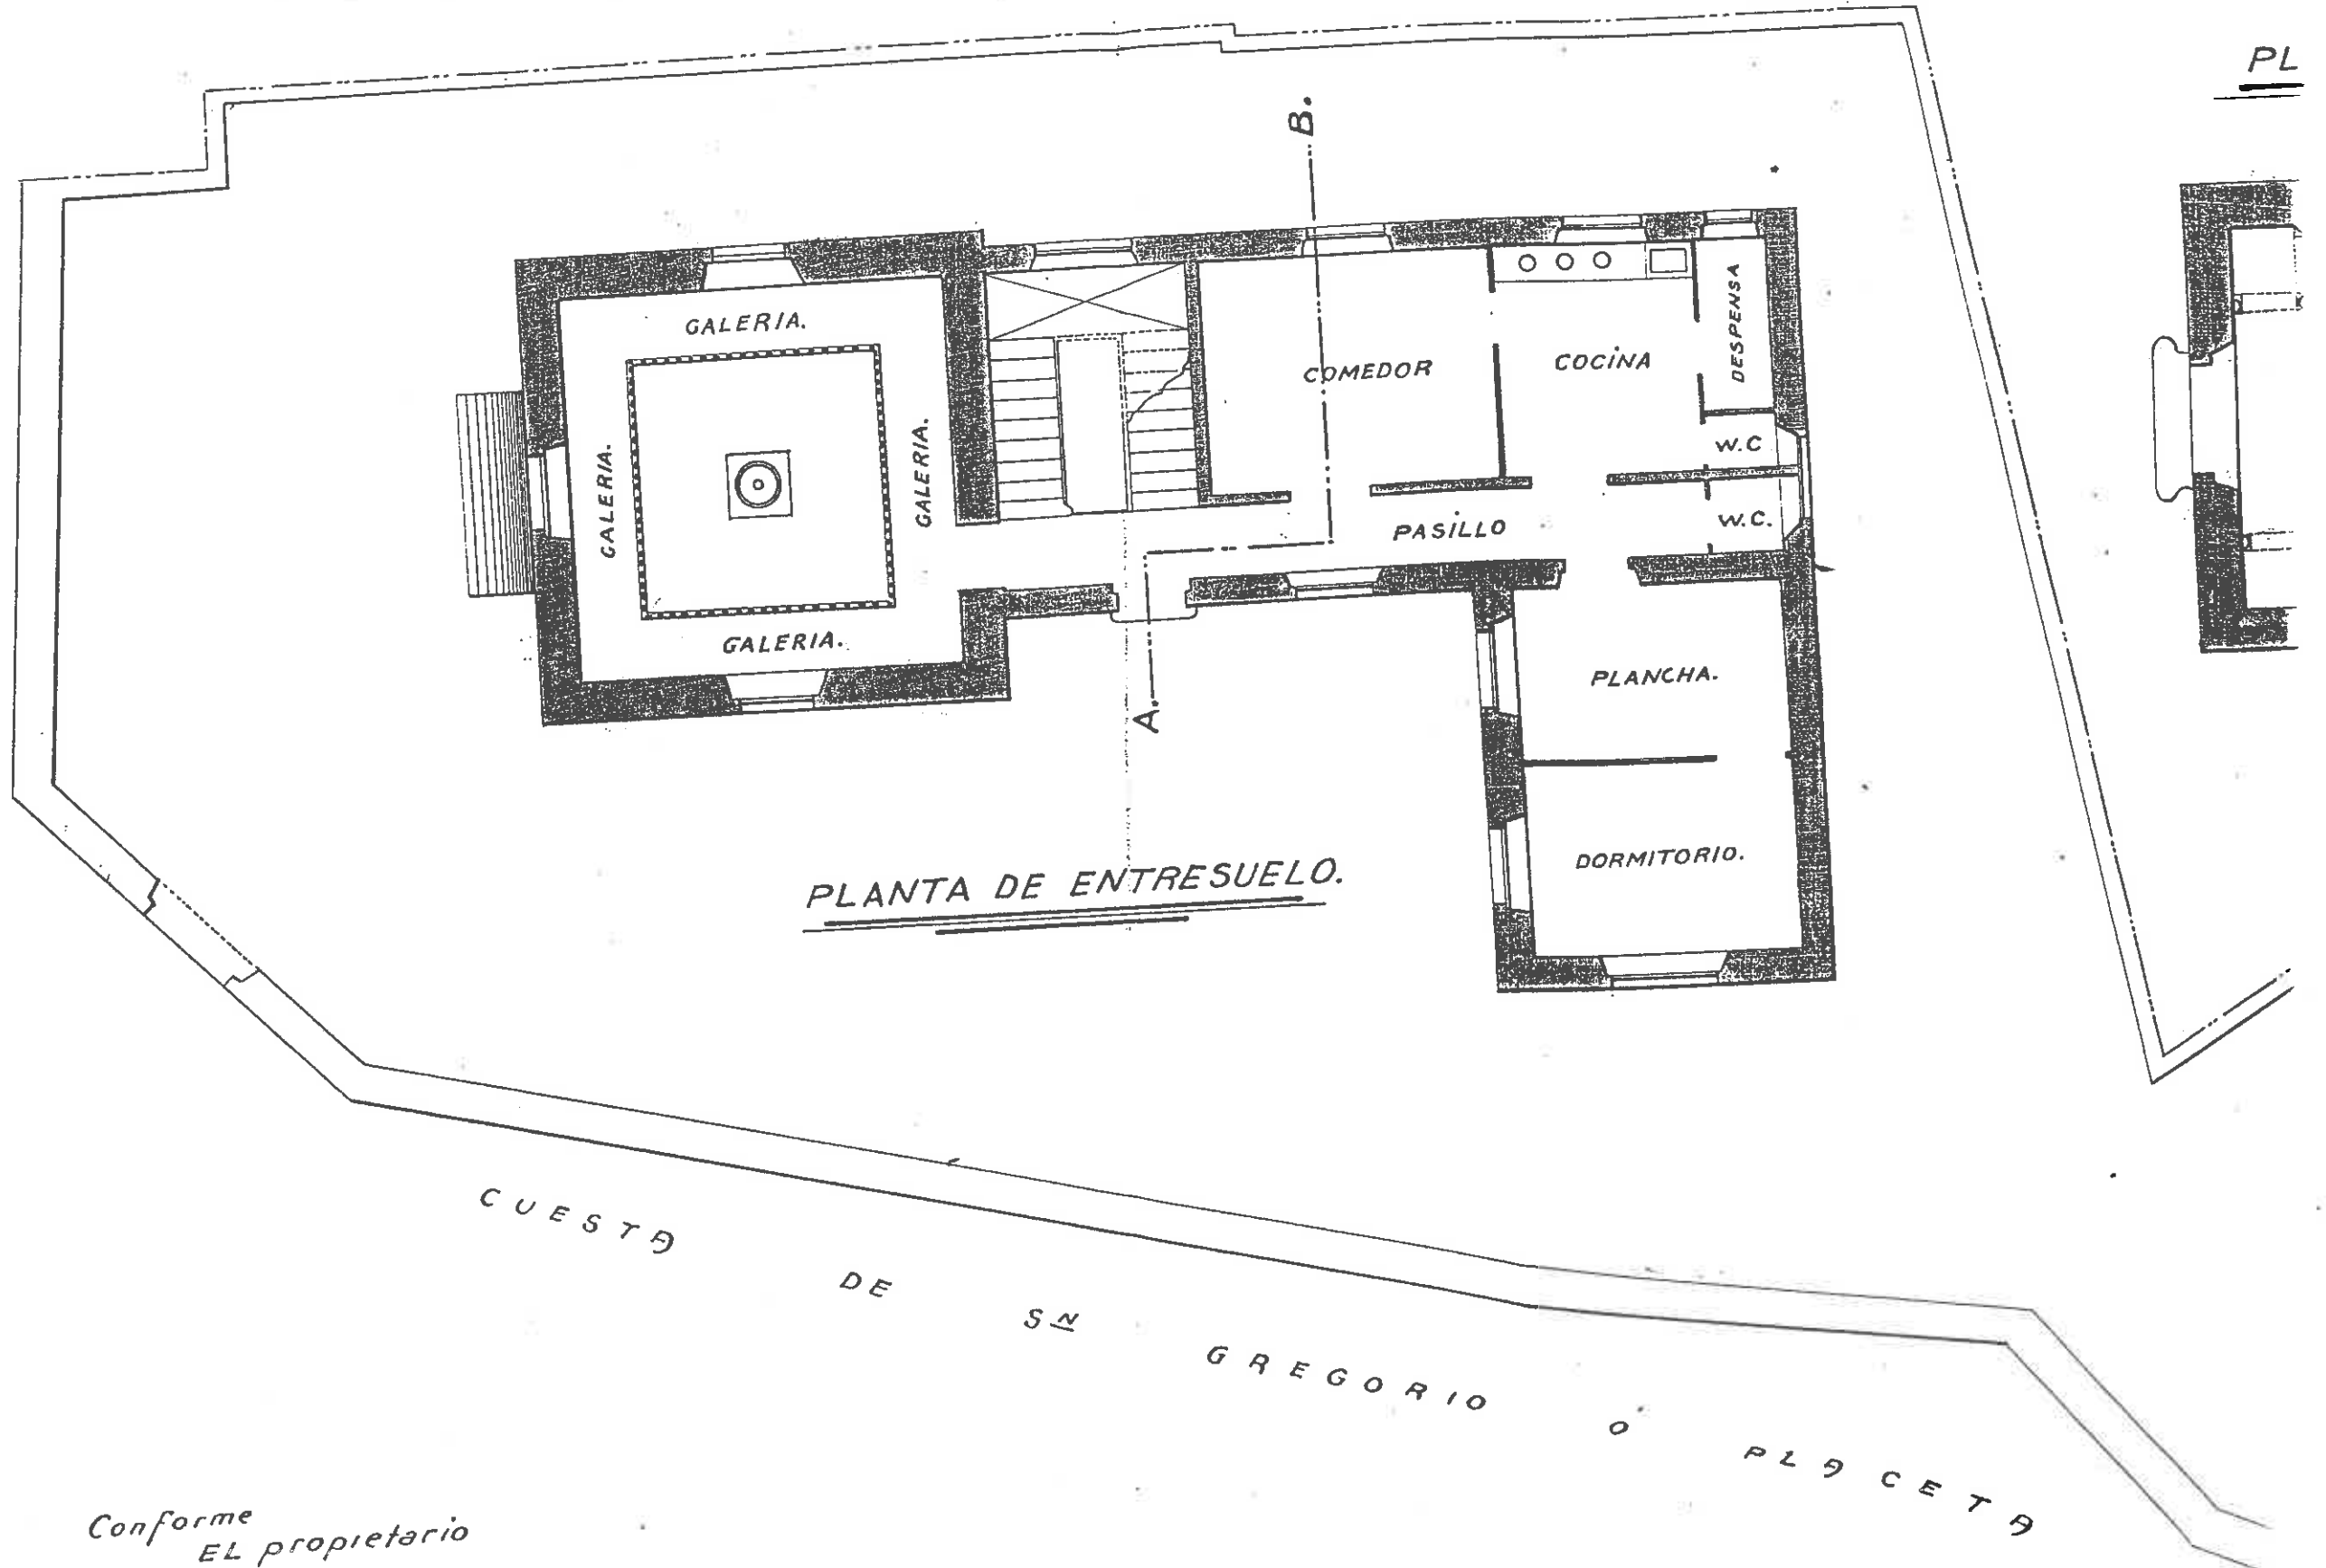 PL
B.
GALERIA.
GALERIA.
GALERIA.
GALERIA.
COMEDOR
COCINA
DESPENSA
W.C
W.C.
PASILLO
A.
PLANCHA.
DORMITORIO.
PLANTA DE ENTRESUELO.
CUESTA DE SN GREGORIO O PLACETA
Conforme
EL propietario